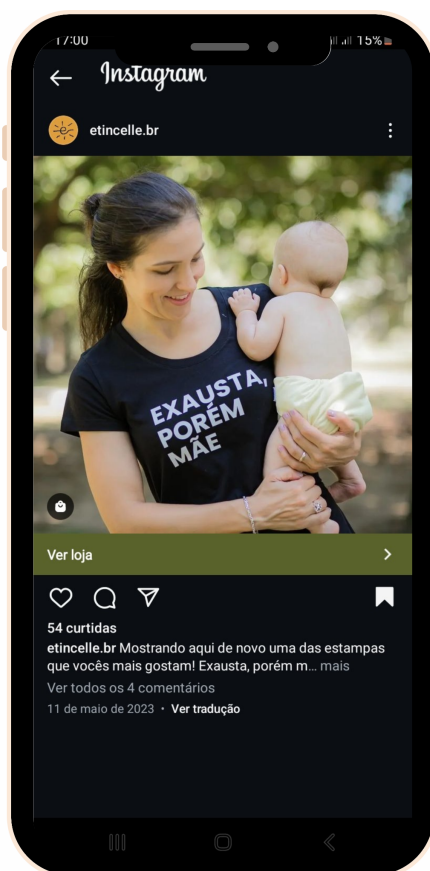 17:00
15%
Instagram
etincelle.br
EXAUSTA,
PORÉM
MÃE
Ver loja
54 curtidas
etincelle.br Mostrando aqui de novo uma das estampas
que vocês mais gostam! Exausta, porém m... mais
Ver todos os 4 comentários
11 de maio de 2023 • Ver tradução